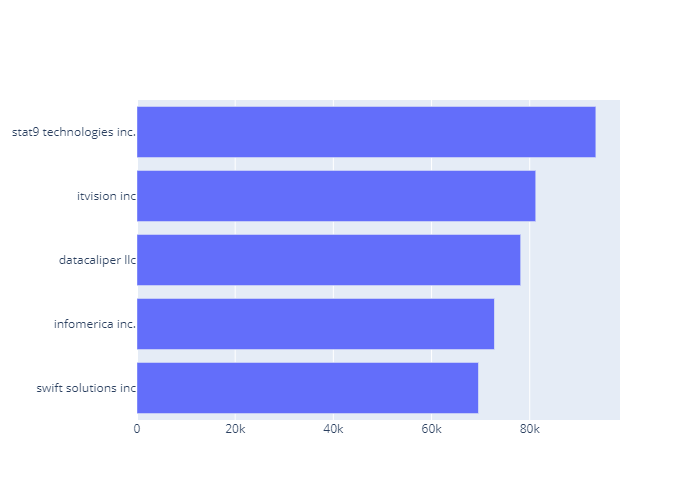 stat9 technologies inc.
itvision inc
datacaliper llc
infomerica inc.
swift solutions inc
0 20k 40k 60k 80k